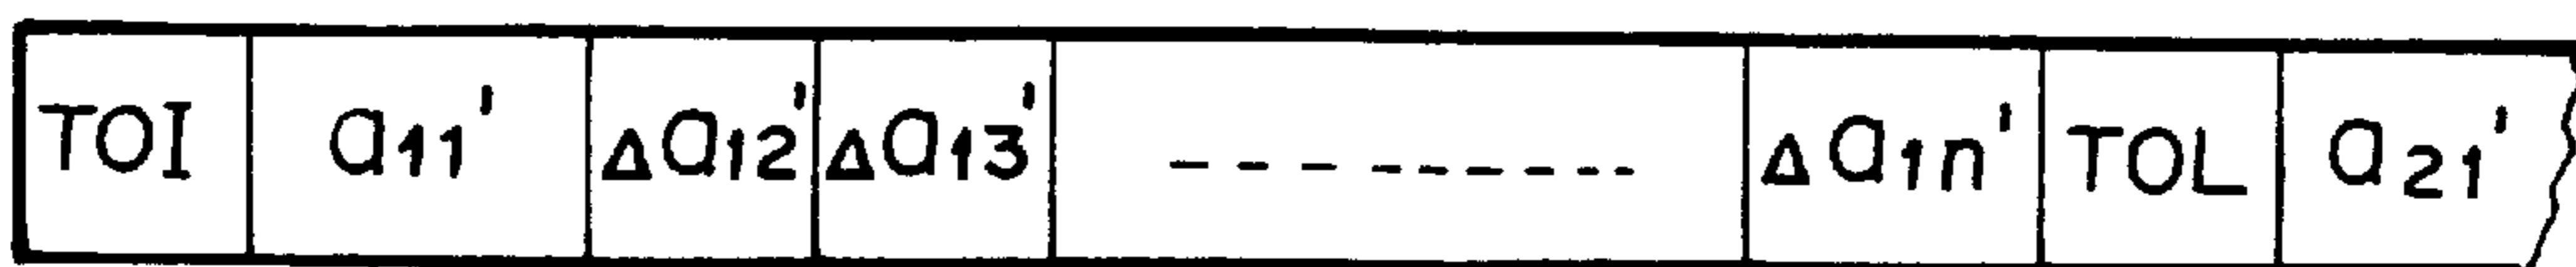 TOI a11' Δa12' Δa13' --------- Δa1n' TOL a21'